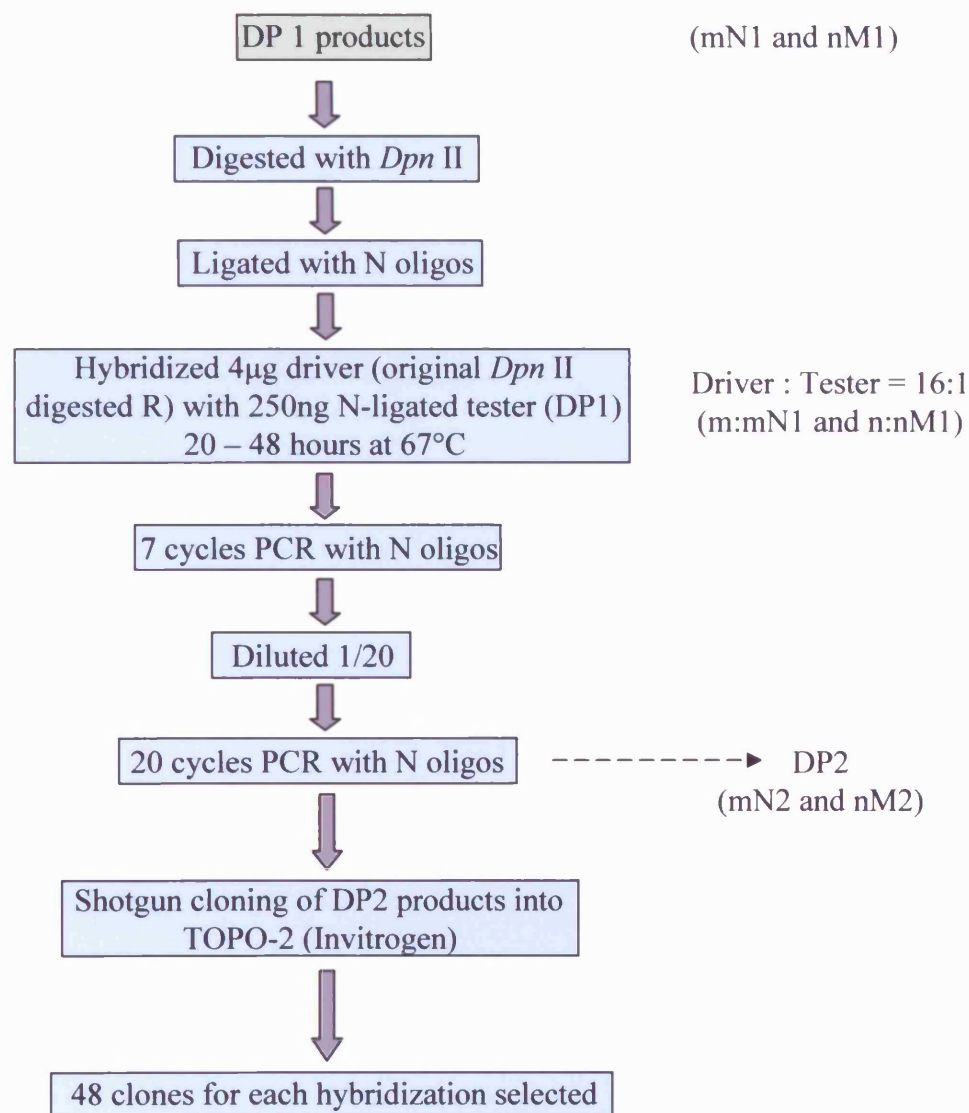 DP 1 products
(mN1 and nM1)
Digested with Dpn II
Ligated with N oligos
Hybridized 4μg driver (original Dpn II
digested R) with 250ng N-ligated tester (DP1)
20 – 48 hours at 67°C
Driver : Tester = 16:1
(m:mN1 and n:nM1)
7 cycles PCR with N oligos
Diluted 1/20
20 cycles PCR with N oligos
DP2
(mN2 and nM2)
Shotgun cloning of DP2 products into
TOPO-2 (Invitrogen)
48 clones for each hybridization selected